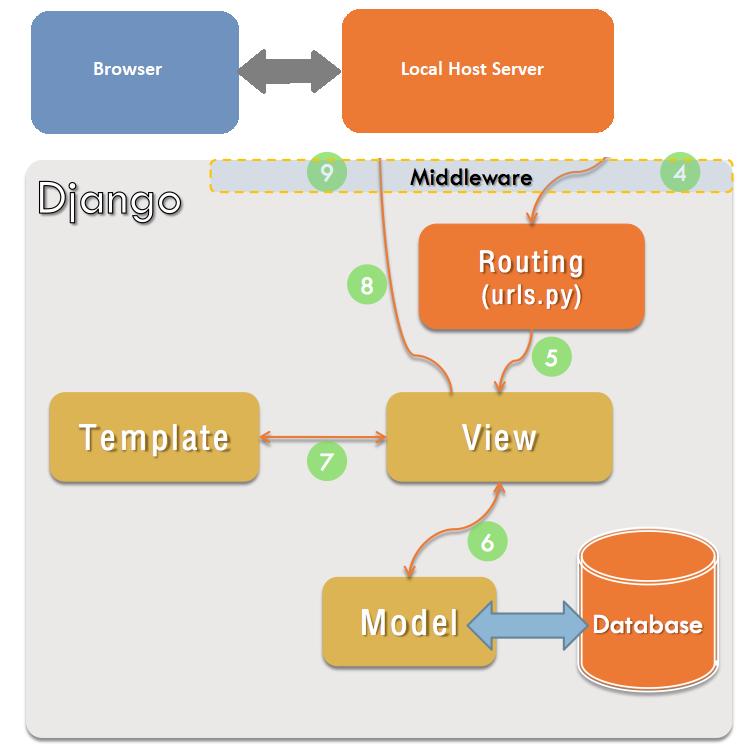 Browser
Local Host Server
9
Middleware
4
Django
Routing
(urls.py)
8
5
Template
View
7
6
Model
Database